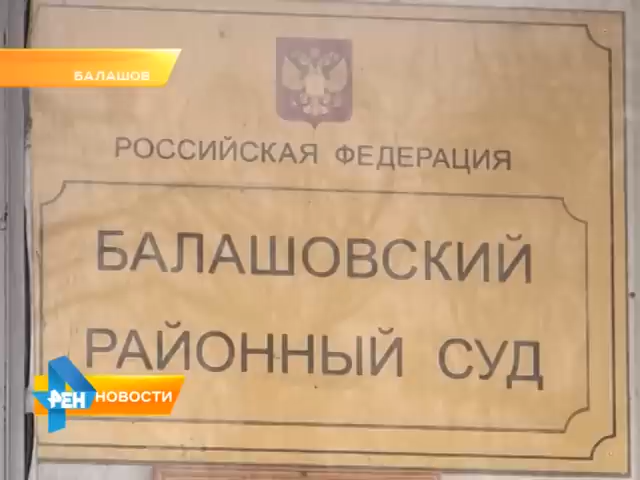 БАЛАШОВ
РОССИЙСКАЯ ФЕДЕРАЦИЯ
БАЛАШОВСКИЙ
РАЙОННЫЙ СУД
РЕН НОВОСТИ